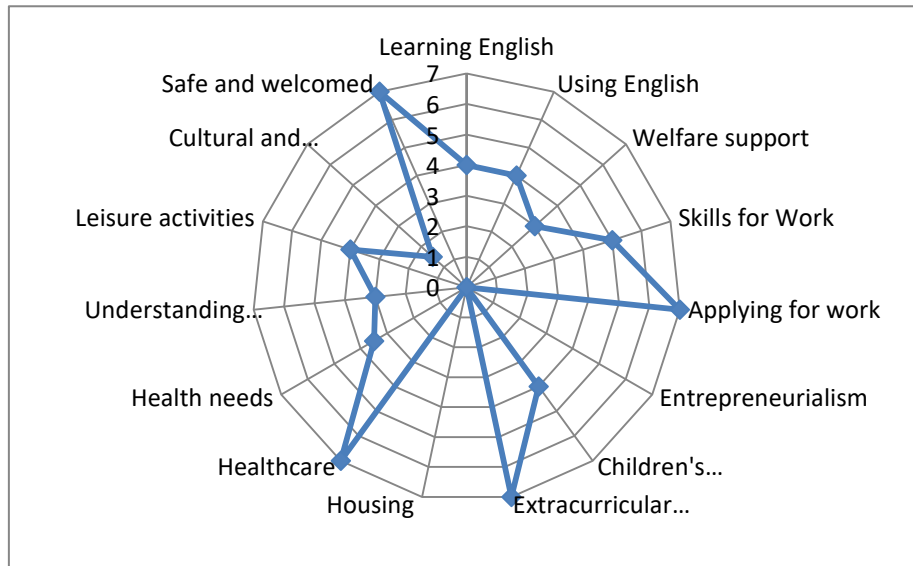 Learning English
Using English
Welfare support
Skills for Work
Applying for work
Entrepreneurialism
Children's...
Extracurricular...
Housing
Healthcare
Health needs
Understanding...
Leisure activities
Cultural and...
Safe and welcomed
7
6
5
4
3
2
1
0